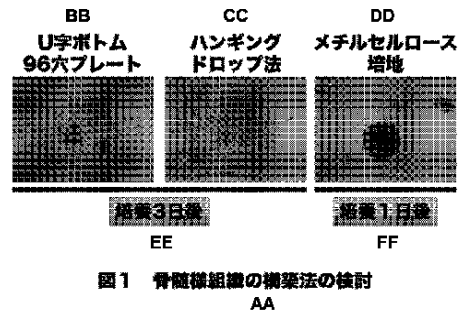 BB CC DD
U字ボトム ハンギング メチルセルロース
96穴プレート ドロップ法 培地
培養3日後 培養1日後
EE FF
図1 骨髄様組織の構築法の検討
AA